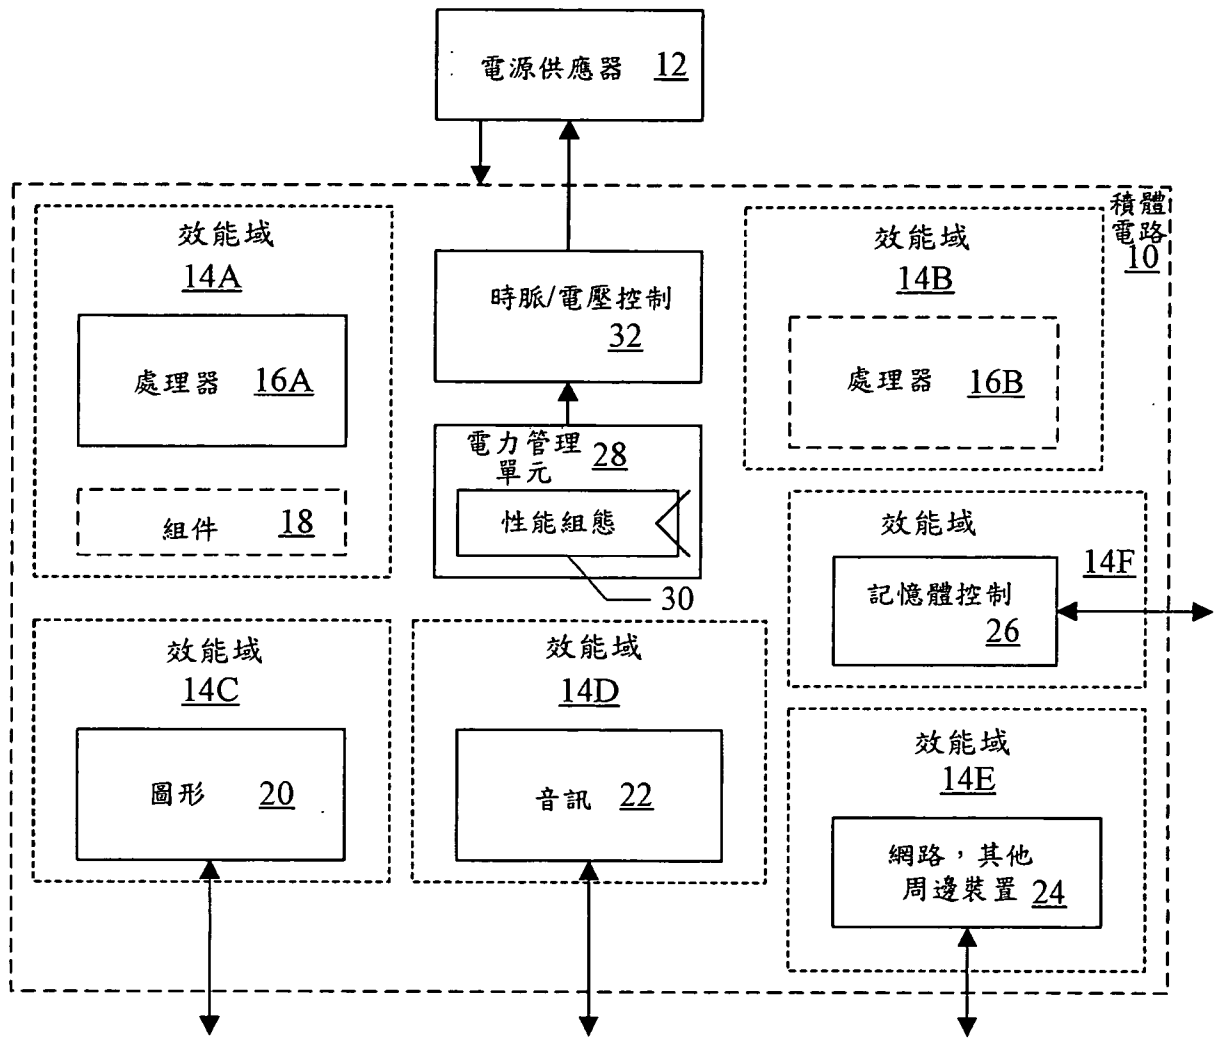 電源供應器 12
積體
電路
10
效能域
14A
處理器 16A
組件 18
時脈/電壓控制
32
電力管理
單元 28
性能組態
30
效能域
14B
處理器 16B
效能域
14F
記憶體控制
26
效能域
14C
圖形 20
效能域
14D
音訊 22
效能域
14E
網路，其他
周邊裝置 24